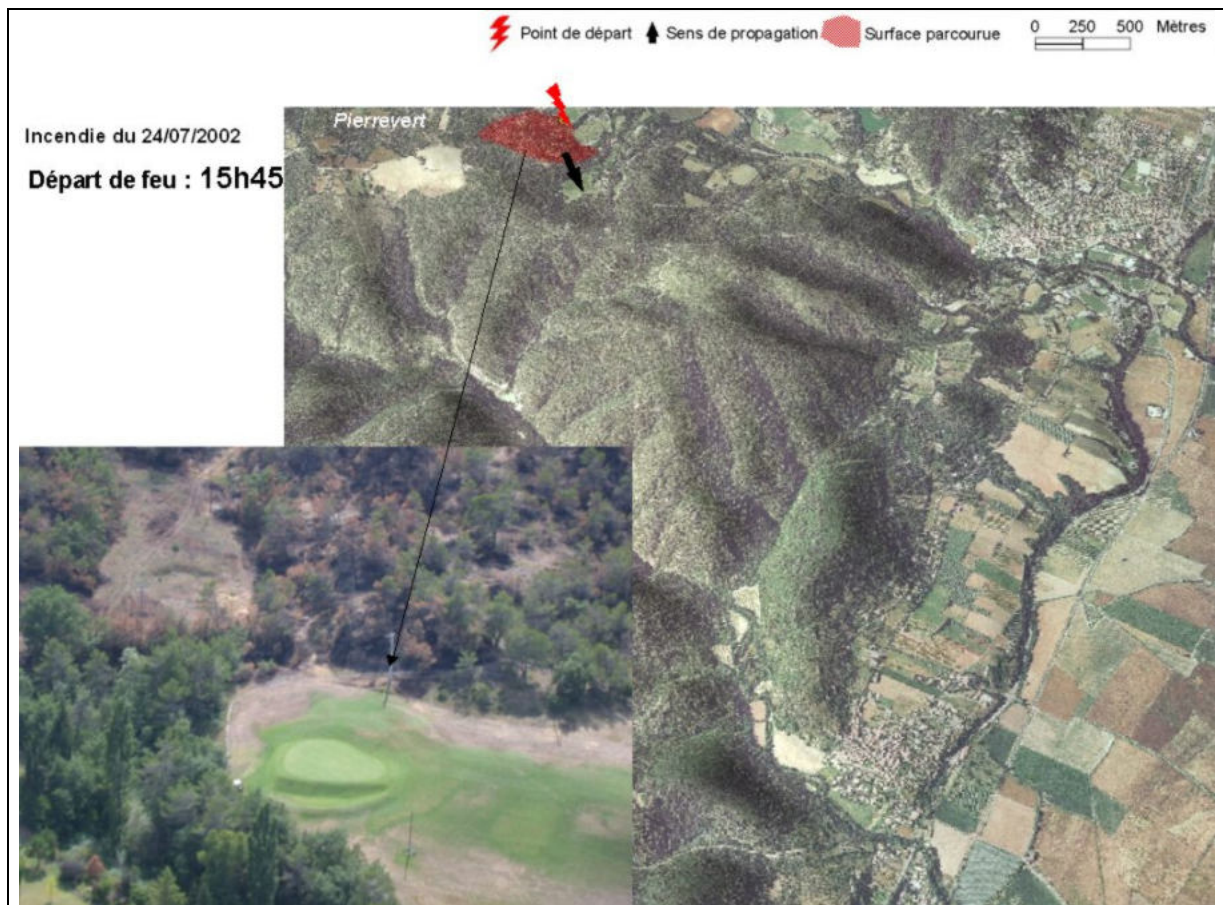 Point de départ Sens de propagation Surface parcourue 0 250 500 Mètres
Pierrevert
Incendie du 24/07/2002
Départ de feu : 15h45